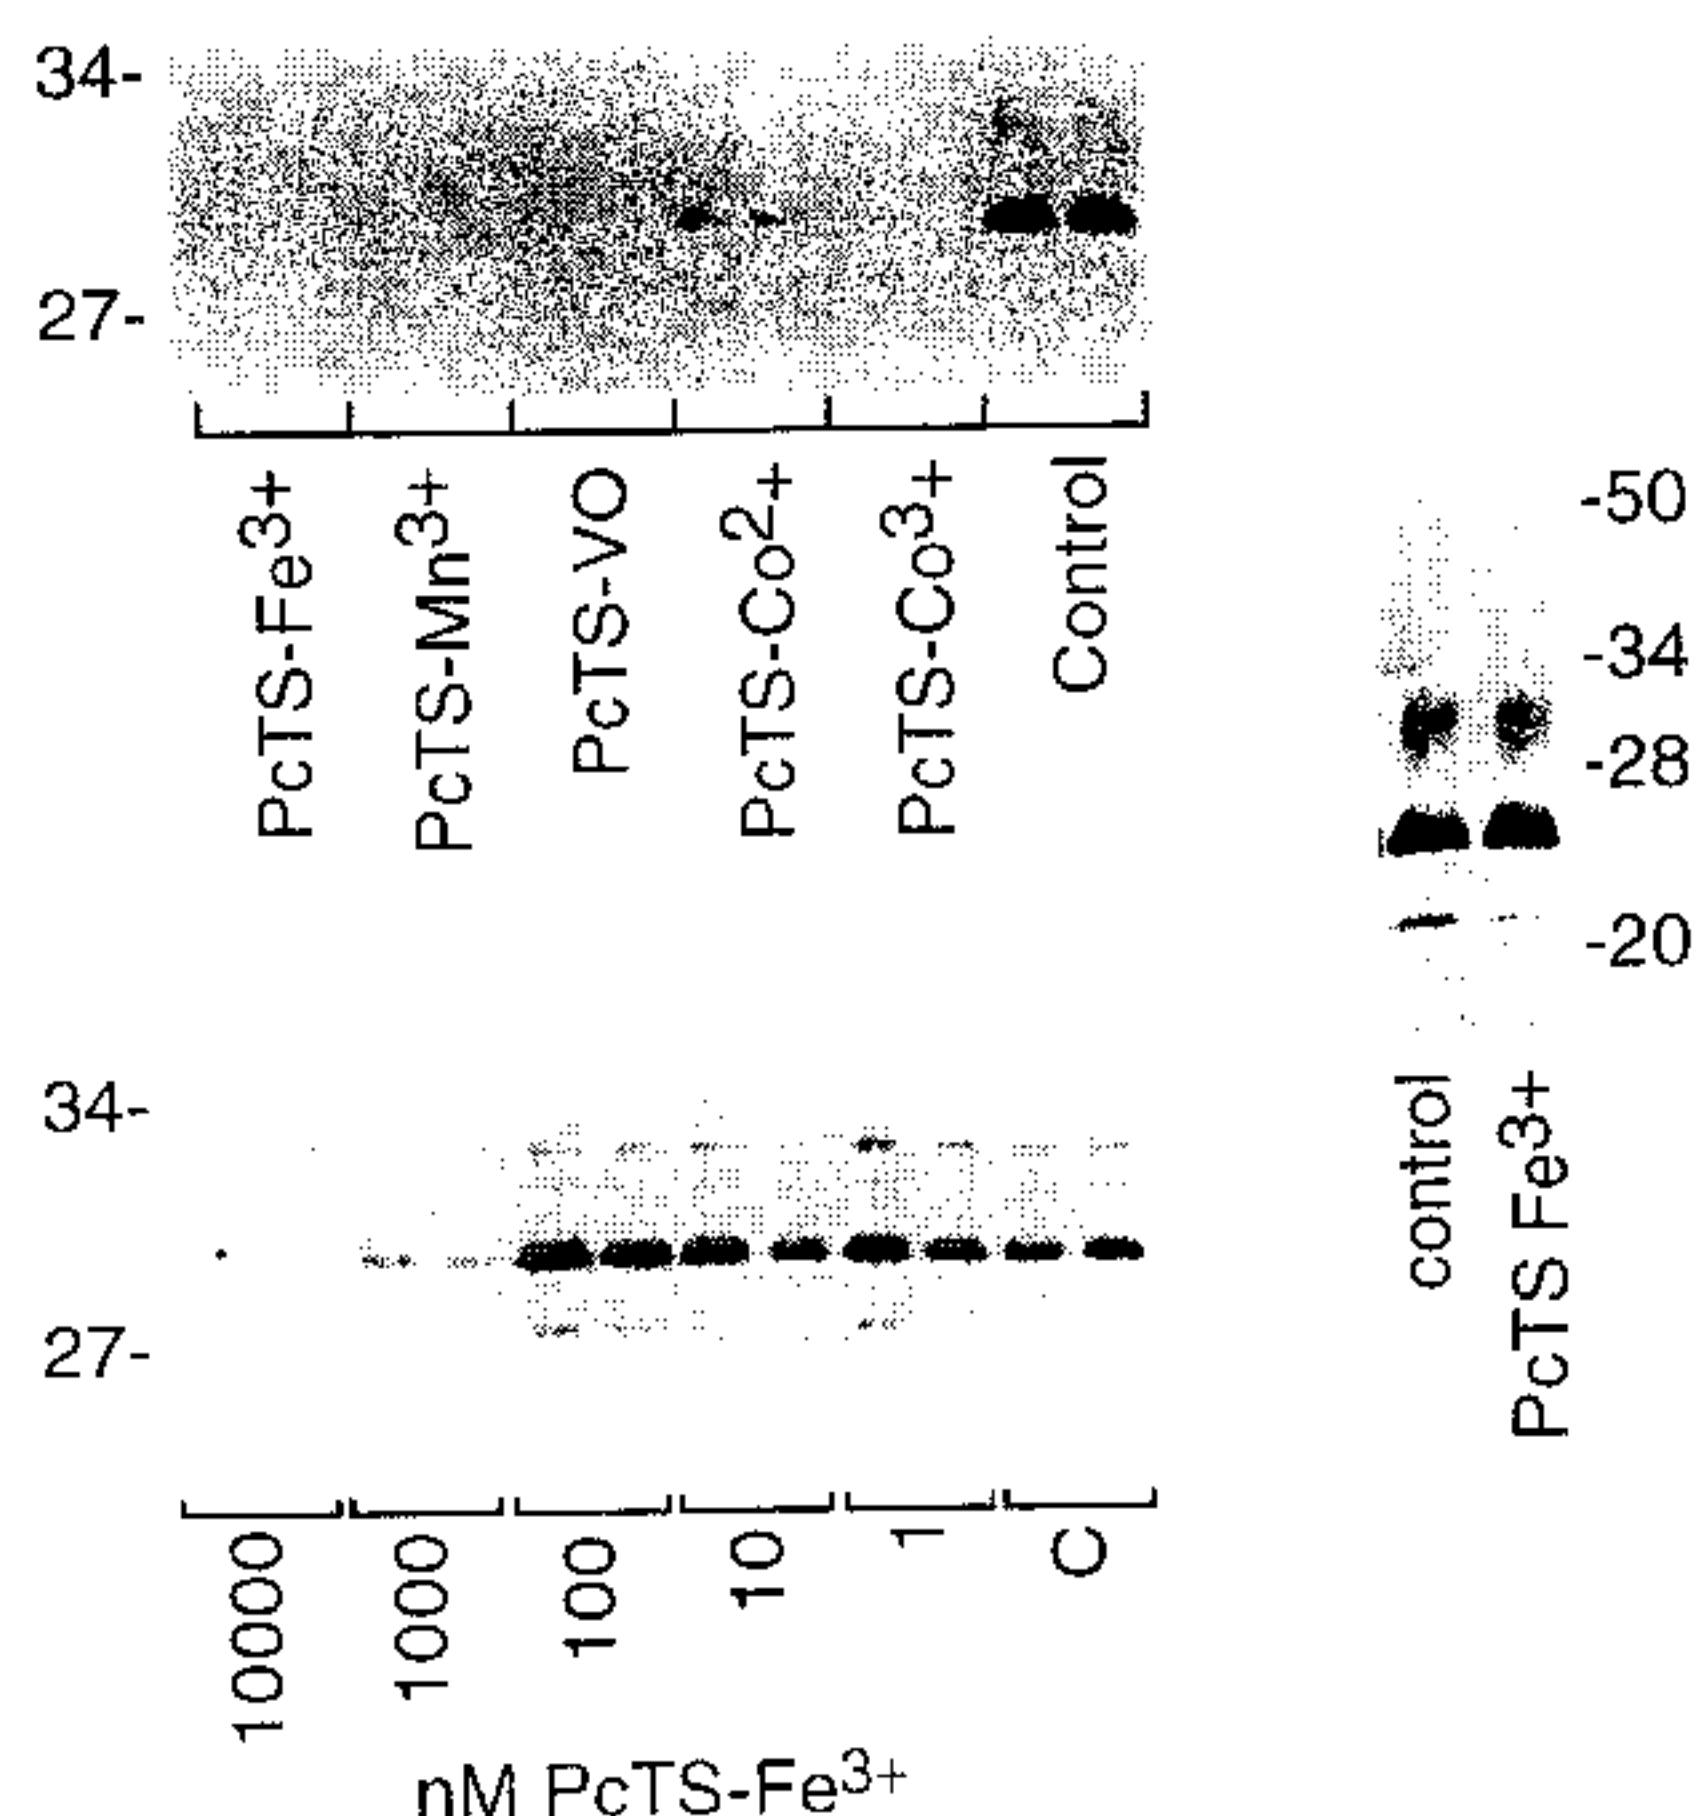 34-
27-
PcTS-Fe3+
PcTS-Mn3+
PcTS-VO
PcTS-Co2+
PcTS-Co3+
Control
-50
-34
-28
-20
control
PcTS Fe3+
34-
27-
10000
1000
100
10
1
C
nM PcTS-Fe3+